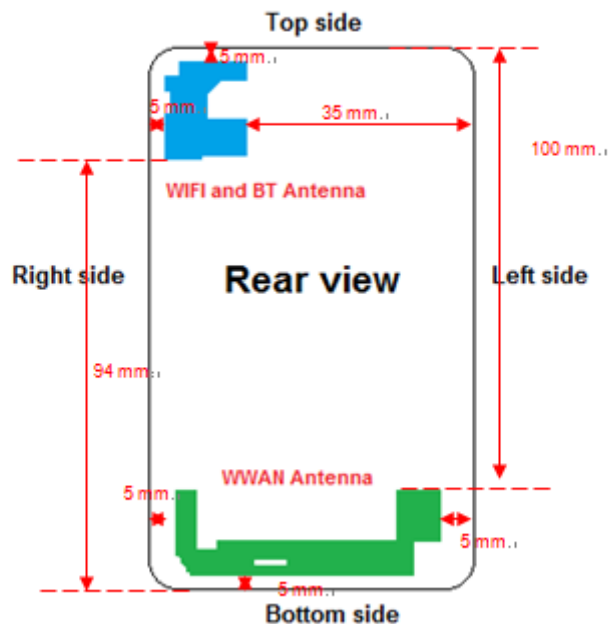 Top side
5 mm.
5 mm.
35 mm.
100 mm.
WIFI and BT Antenna
Right side
Rear view
Left side
94 mm.
WWAN Antenna
5 mm.
5 mm.
5 mm.
Bottom side